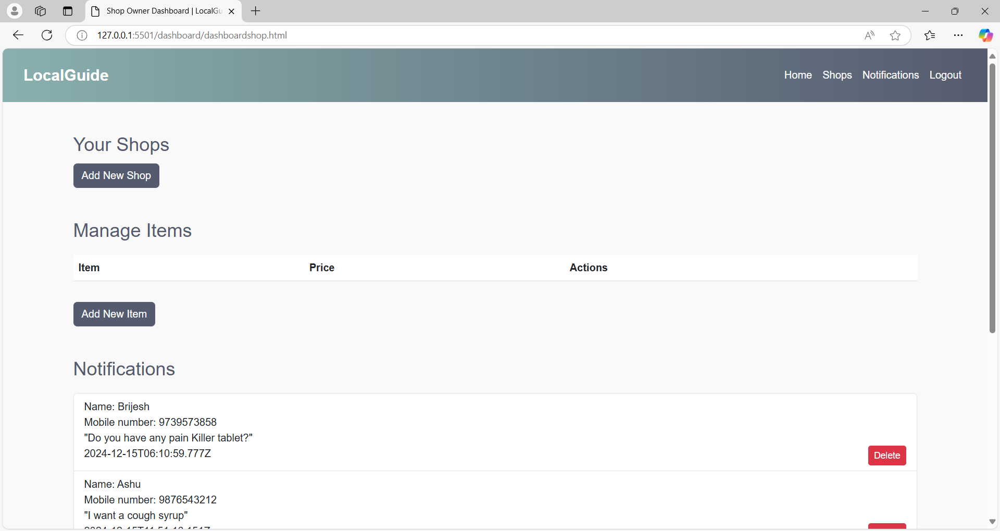 Shop Owner Dashboard | LocalGu
127.0.0.1:5501/dashboard/dashboardshop.html
LocalGuide
Home Shops Notifications Logout
Your Shops
Add New Shop
Manage Items
Item Price Actions
Add New Item
Notifications
Name: Brijesh
Mobile number: 9739573858
"Do you have any pain Killer tablet?"
2024-12-15T06:10:59.777Z
Delete
Name: Ashu
Mobile number: 9876543212
"I want a cough syrup"